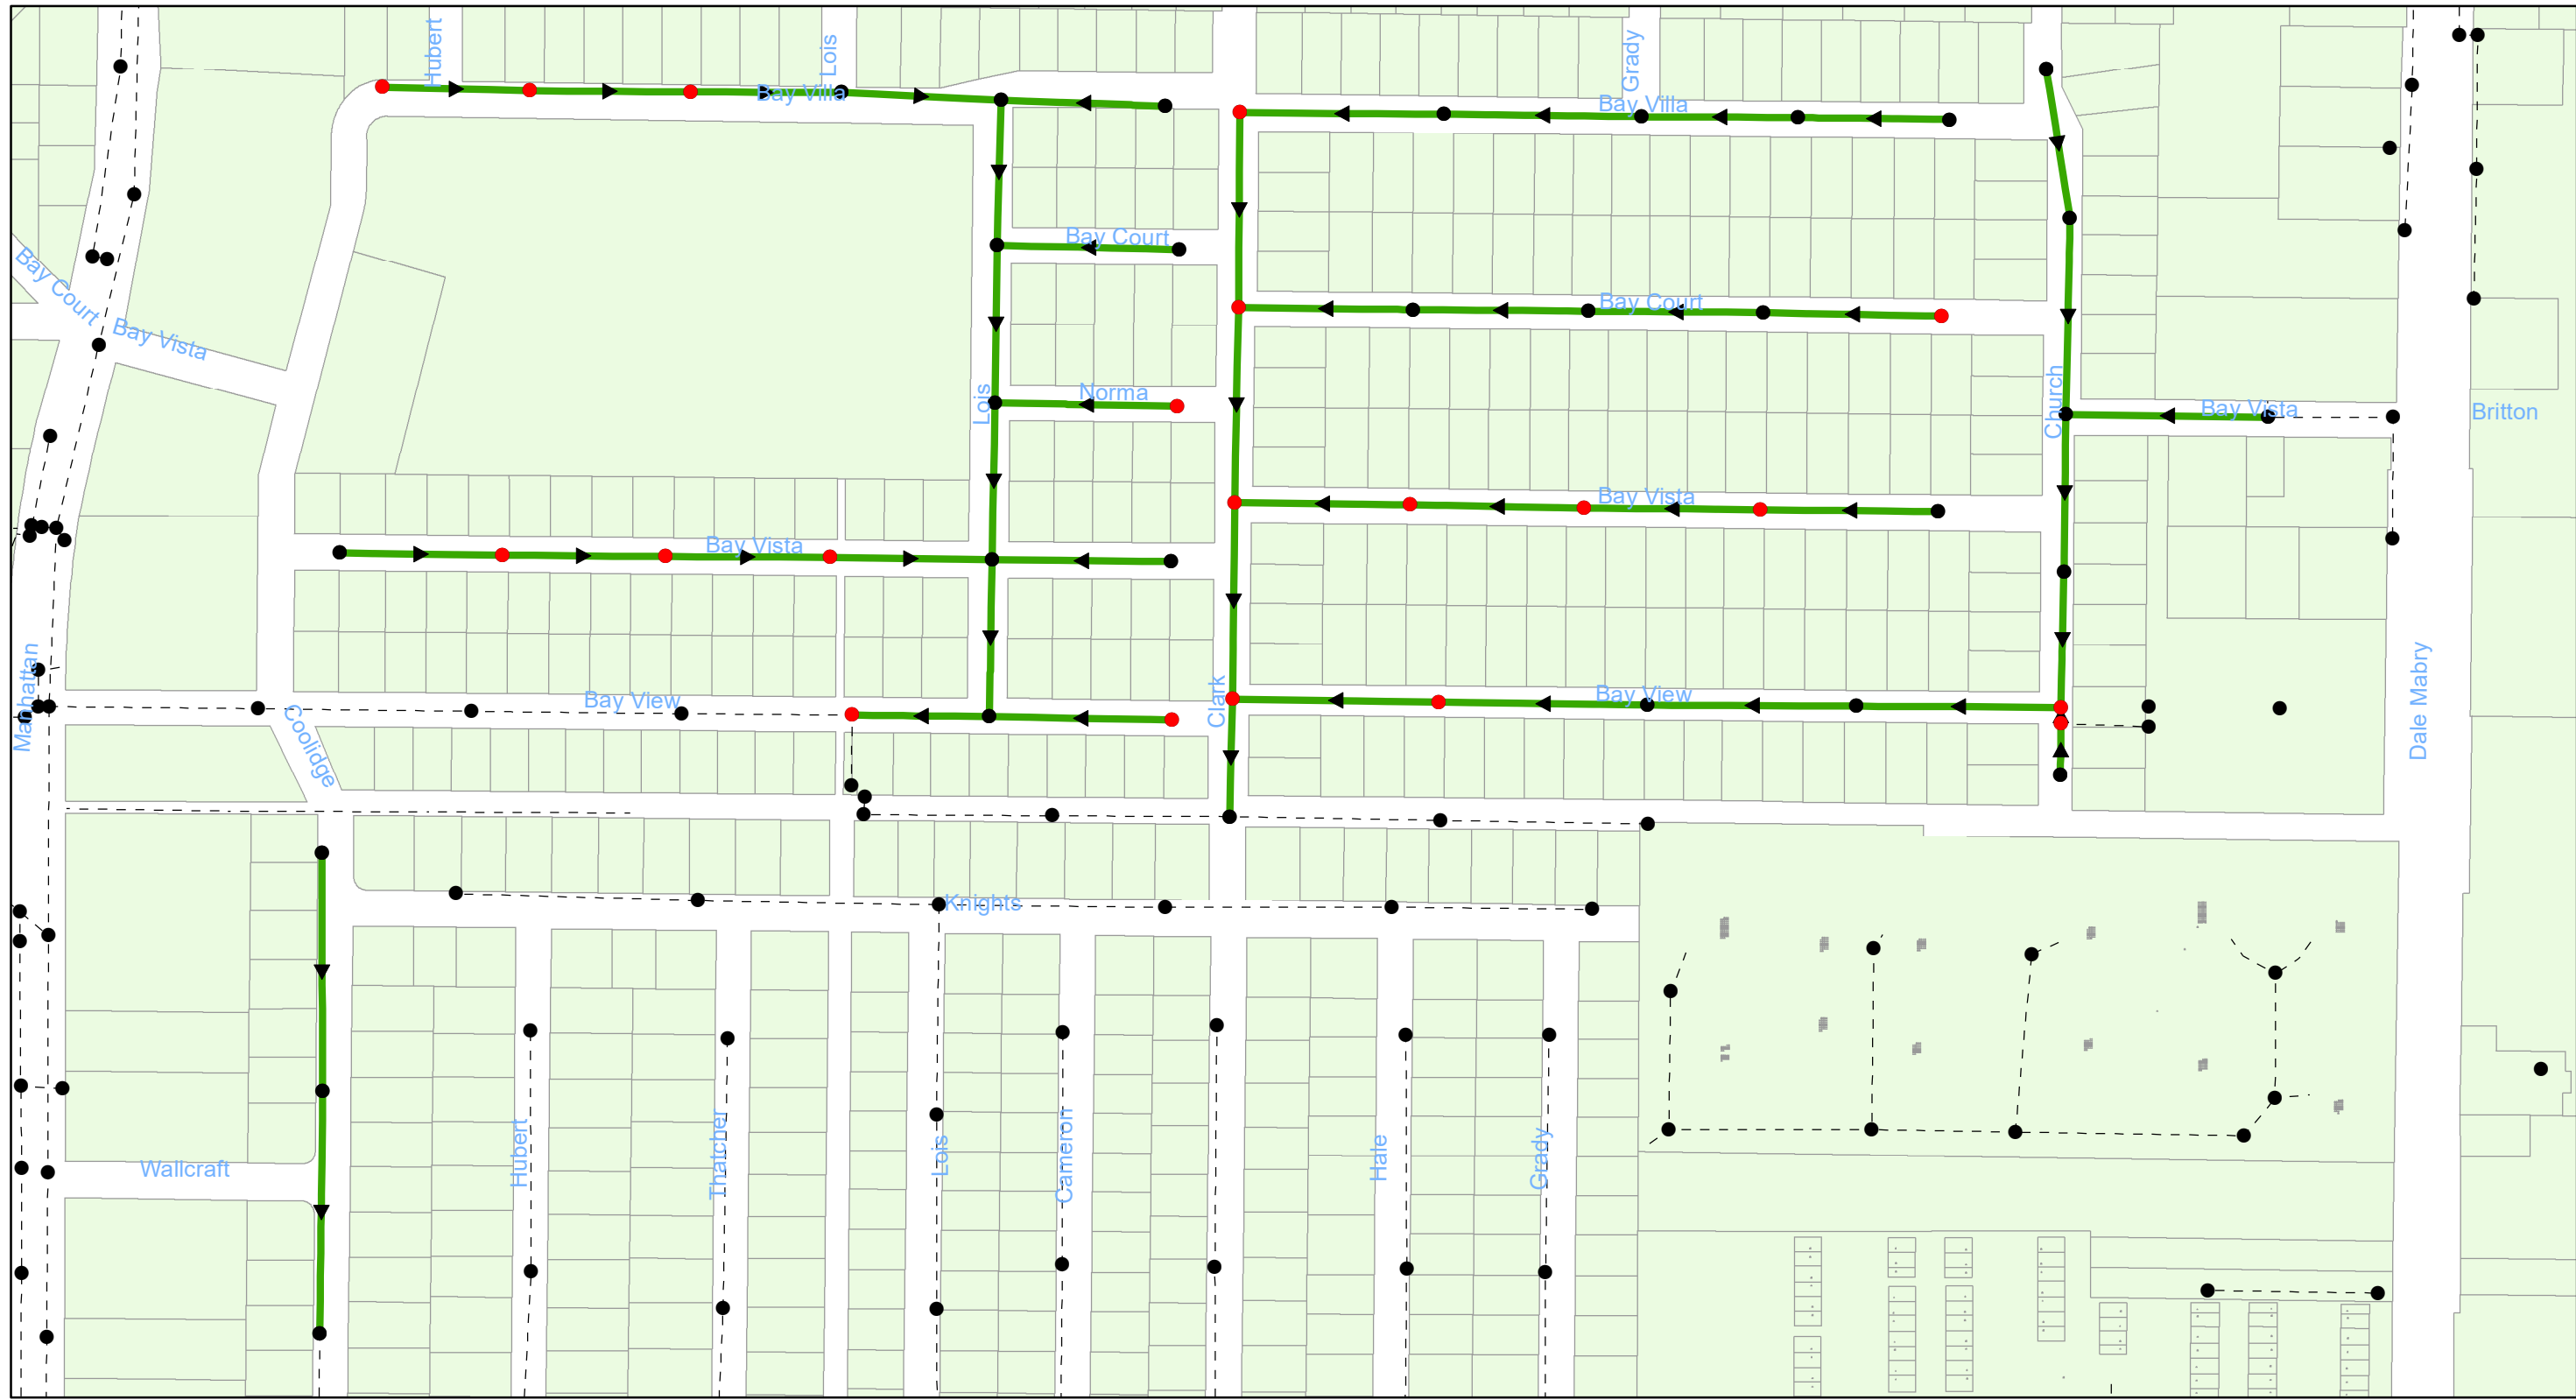 Hubert
Lois
Grady
Bay Villa
Bay Villa
Bay Court
Bay Court
Bay Vista
Bay Court
Norma
Lois
Church
Bay Vista
Britton
Bay Vista
Bay Vista
Manhattan
Bay View
Clark
Bay View
Dale Mabry
Coolidge
Knights
Wallcraft
Hubert
Thatcher
Lois
Cameron
Hale
Grady